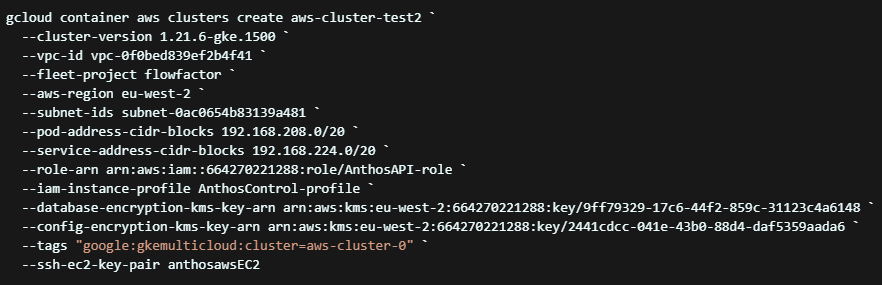 gcloud container aws clusters create aws-cluster-test2 `
--cluster-version 1.21.6-gke.1500 `
--vpc-id vpc-0f0bed839ef2b4f41 `
--fleet-project flowfactor `
--aws-region eu-west-2 `
--subnet-ids subnet-0ac0654b83139a481 `
--pod-address-cidr-blocks 192.168.208.0/20 `
--service-address-cidr-blocks 192.168.224.0/20 `
--role-arn arn:aws:iam::664270221288:role/AnthosAPI-role `
--iam-instance-profile AnthosControl-profile `
--database-encryption-kms-key-arn arn:aws:kms:eu-west-2:664270221288:key/9ff79329-17c6-44f2-859c-31123c4a6148 `
--config-encryption-kms-key-arn arn:aws:kms:eu-west-2:664270221288:key/2441cdcc-041e-43b0-88d4-daf5359aada6 `
--tags "google:gkemulticloud:cluster=aws-cluster-0" `
--ssh-ec2-key-pair anthosawsEC2